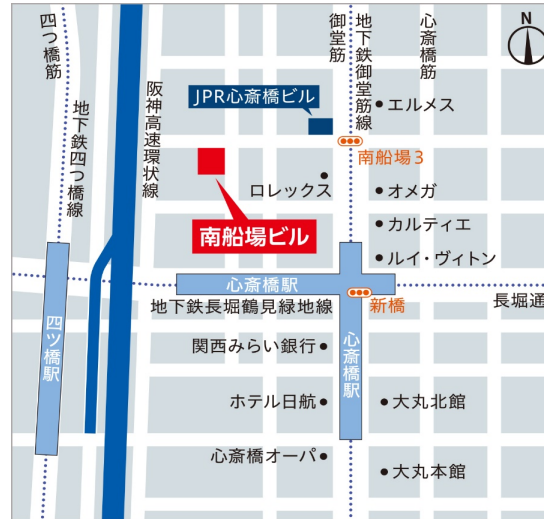 四つ橋筋
地下鉄四つ橋線
阪神高速環状線
御堂筋
地下鉄御堂筋線
心斎橋筋
N
JPR心斎橋ビル
エルメス
南船場3
ロレックス
オメガ
南船場ビル
カルティエ
ルイ・ヴィトン
心斎橋駅
地下鉄長堀鶴見緑地線
新橋
長堀通
四ツ橋駅
心斎橋駅
関西みらい銀行
ホテル日航
大丸北館
心斎橋オーパ
大丸本館